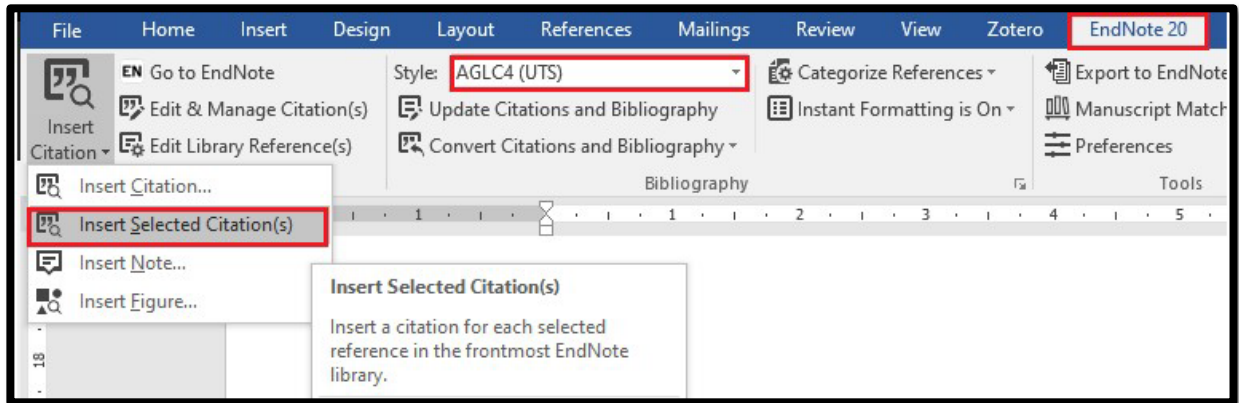 File Home Insert Design Layout References Mailings Review View Zotero EndNote 20
Insert Citation
EN Go to EndNote
Edit & Manage Citation(s)
Edit Library Reference(s)
Style: AGLC4 (UTS)
Update Citations and Bibliography
Convert Citations and Bibliography
Bibliography
Categorize References
Instant Formatting is On
Export to EndNote
Manuscript Match
Preferences
Tools
Insert Citation...
Insert Selected Citation(s)
Insert Note...
Insert Figure...
1 1 2 3 4 5
18
Insert Selected Citation(s)
Insert a citation for each selected
reference in the frontmost EndNote
library.